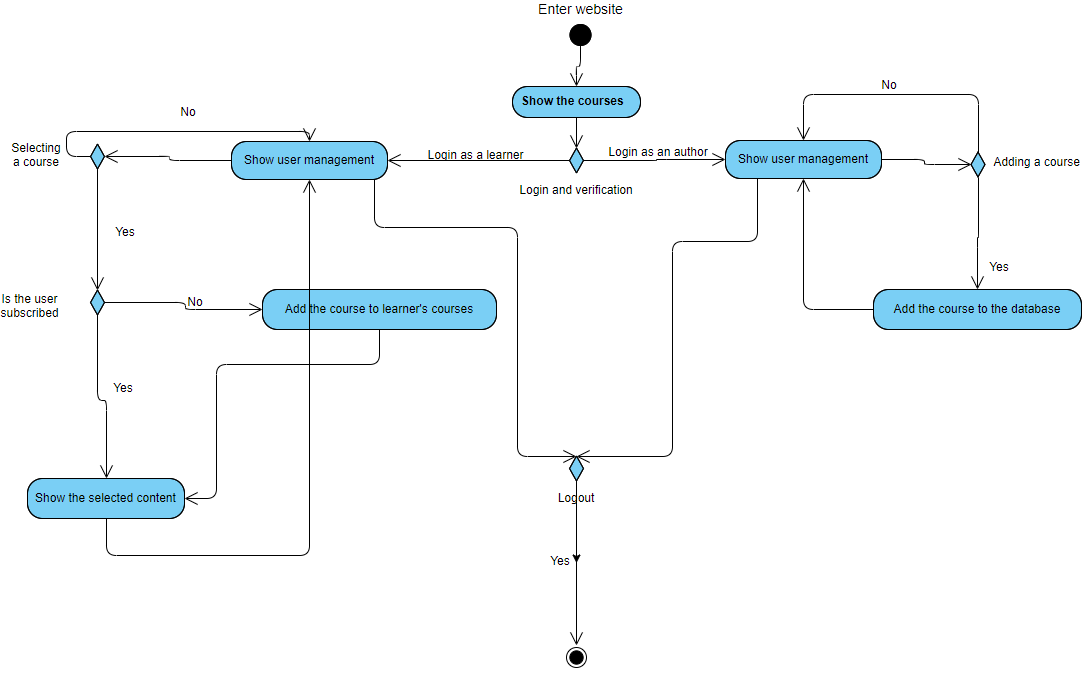 Enter website
Show the courses
No
No
Selecting
a course
Show user management
Login as a learner
Login as an author
Show user management
Adding a course
Login and verification
Yes
Yes
Is the user
subscribed
No
Add the course to learner's courses
Add the course to the database
Yes
Show the selected content
Logout
Yes